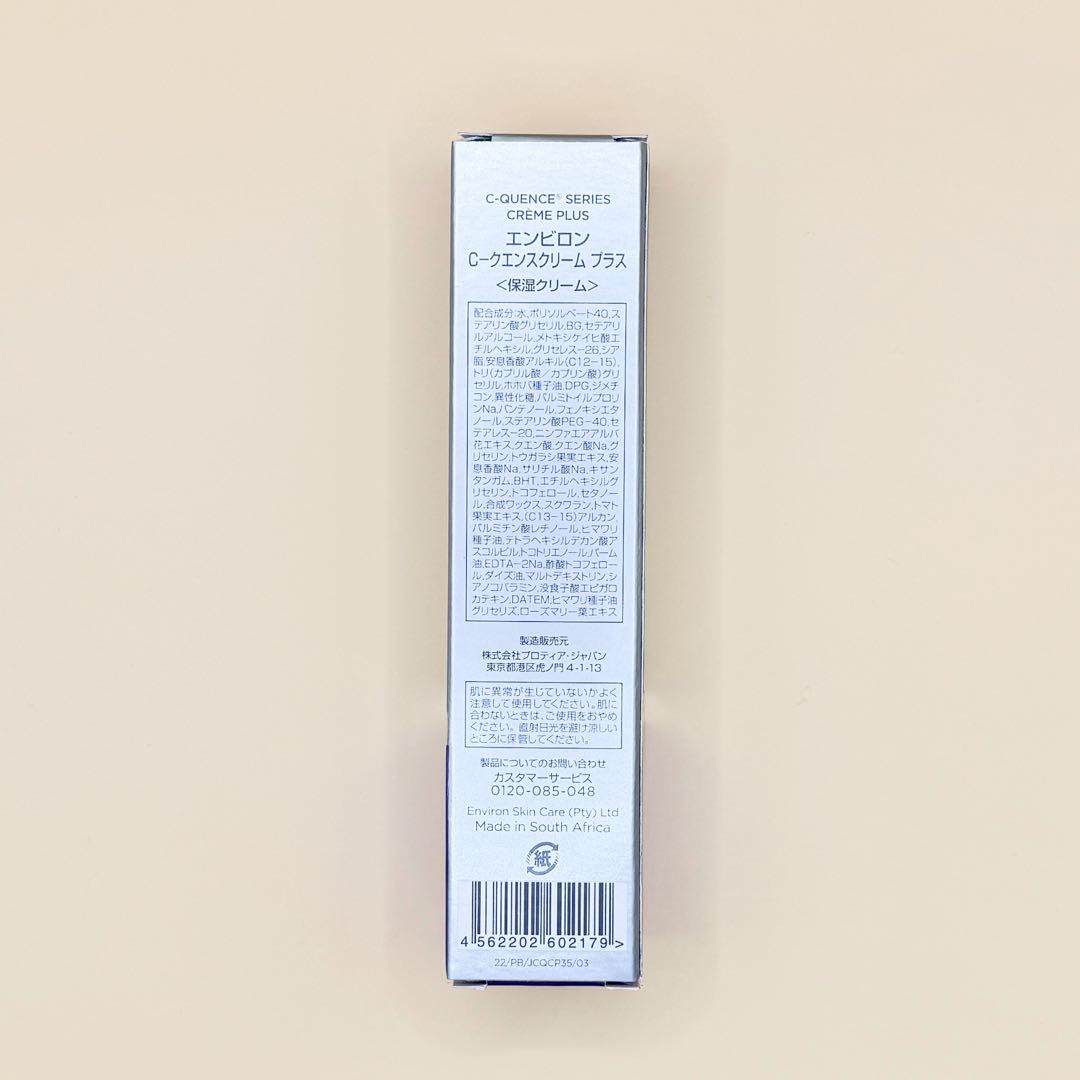 C-QUENCE® SERIES
CRÈME PLUS
エンビロン
C-クエンスクリーム プラス
<保湿クリーム>
配合成分:水,ポリソルベート40,ス
テアリン酸グリセリル,BG,セテアリ
ルアルコール,メトキシケイヒ酸エ
チルヘキシル,グリセレス-26,シア
脂,安息香酸アルキル(C12-15),
トリ(カプリル酸/カプリン酸)グリ
セリル,ホホバ種子油,DPG,ジメチ
コン,異性化糖,パルミトイルプロリ
ンNa,パンテノール,フェノキシエタ
ノール,ステアリン酸PEG-40,セ
テアレス-20,ニンファエアアルバ
花エキス,クエン酸,クエン酸Na,グ
リセリン,トウガラシ果実エキス,安
息香酸Na,サリチル酸Na,キサン
タンガム,BHT,エチルヘキシルグ
リセリン,トコフェロール,セタノー
ル,合成ワックス,スクワラン,トマト
果実エキス,(C13-15)アルカン,
パルミチン酸レチノール,ヒマワリ
種子油,テトラヘキシルデカン酸ア
スコルビル,トコトリエノール,パーム
油,EDTA-2Na,酢酸トコフェロー
ル,ダイズ油,マルトデキストリン,シ
アノコバラミン,没食子酸エピガロ
カテキン,DATEM,ヒマワリ種子油
グリセリズ,ローズマリー葉エキス
製造販売元
株式会社プロティア・ジャパン
東京都港区虎ノ門 4-1-13
肌に異常が生じていないかよく
注意して使用してください。肌に
合わないときは、ご使用をおやめ
ください。直射日光を避け涼しい
ところに保管してください。
製品についてのお問い合わせ
カスタマーサービス
0120-085-048
Environ Skin Care (Pty) Ltd
Made in South Africa
紙
4 562202 602179 >
22/PB/JCQCP35/03